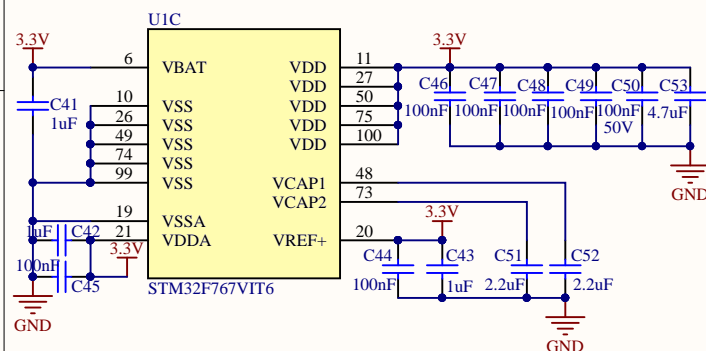 U1C
3.3V
3.3V
6
VBAT
VDD
11
VDD
27
C41
1uF
10
VSS
VDD
50
26
VSS
VDD
75
49
VSS
VDD
100
74
VSS
99
VSS
VCAP1
48
VCAP2
73
19
VSSA
21
VDDA
VREF+
20
C46
C47
C48
C49
C50
C53
100nF
100nF
100nF
100nF
100nF
4.7uF
50V
GND
3.3V
1uF
C42
3.3V
100nF
C45
C44
C43
C51
C52
100nF
1uF
2.2uF
2.2uF
STM32F767VIT6
GND
GND